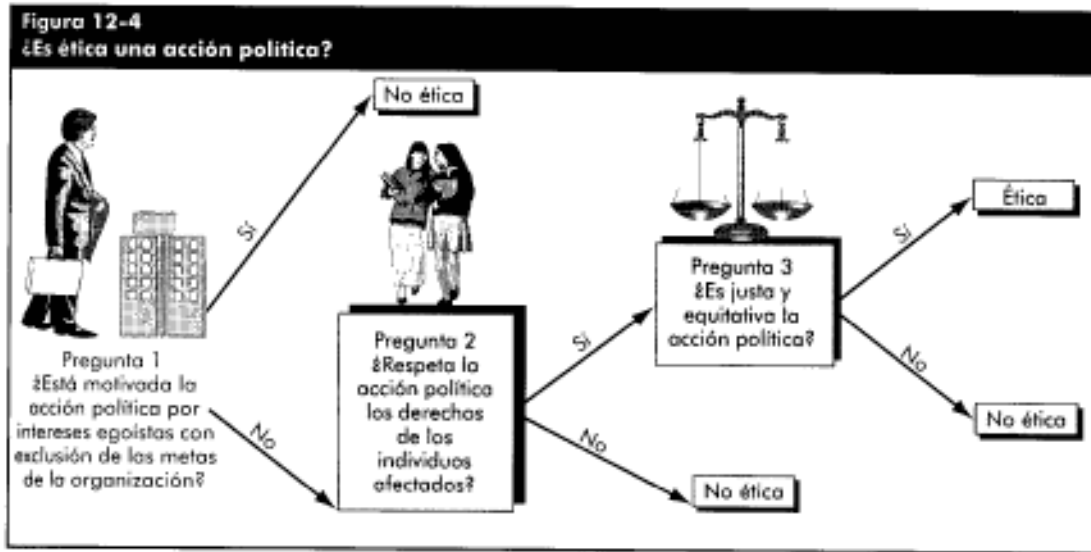 Figura 12-4
¿Es ética una acción política?
No ética
Sí
Pregunta 1
¿Está motivada la
acción política por
intereses egoístas con
exclusión de las metas
de la organización?
No
Pregunta 2
¿Respeta la
acción política
los derechos
de los
individuos
afectados?
Sí
No
No ética
Pregunta 3
¿Es justa y
equitativa la
acción política?
Sí
Ética
No
No ética